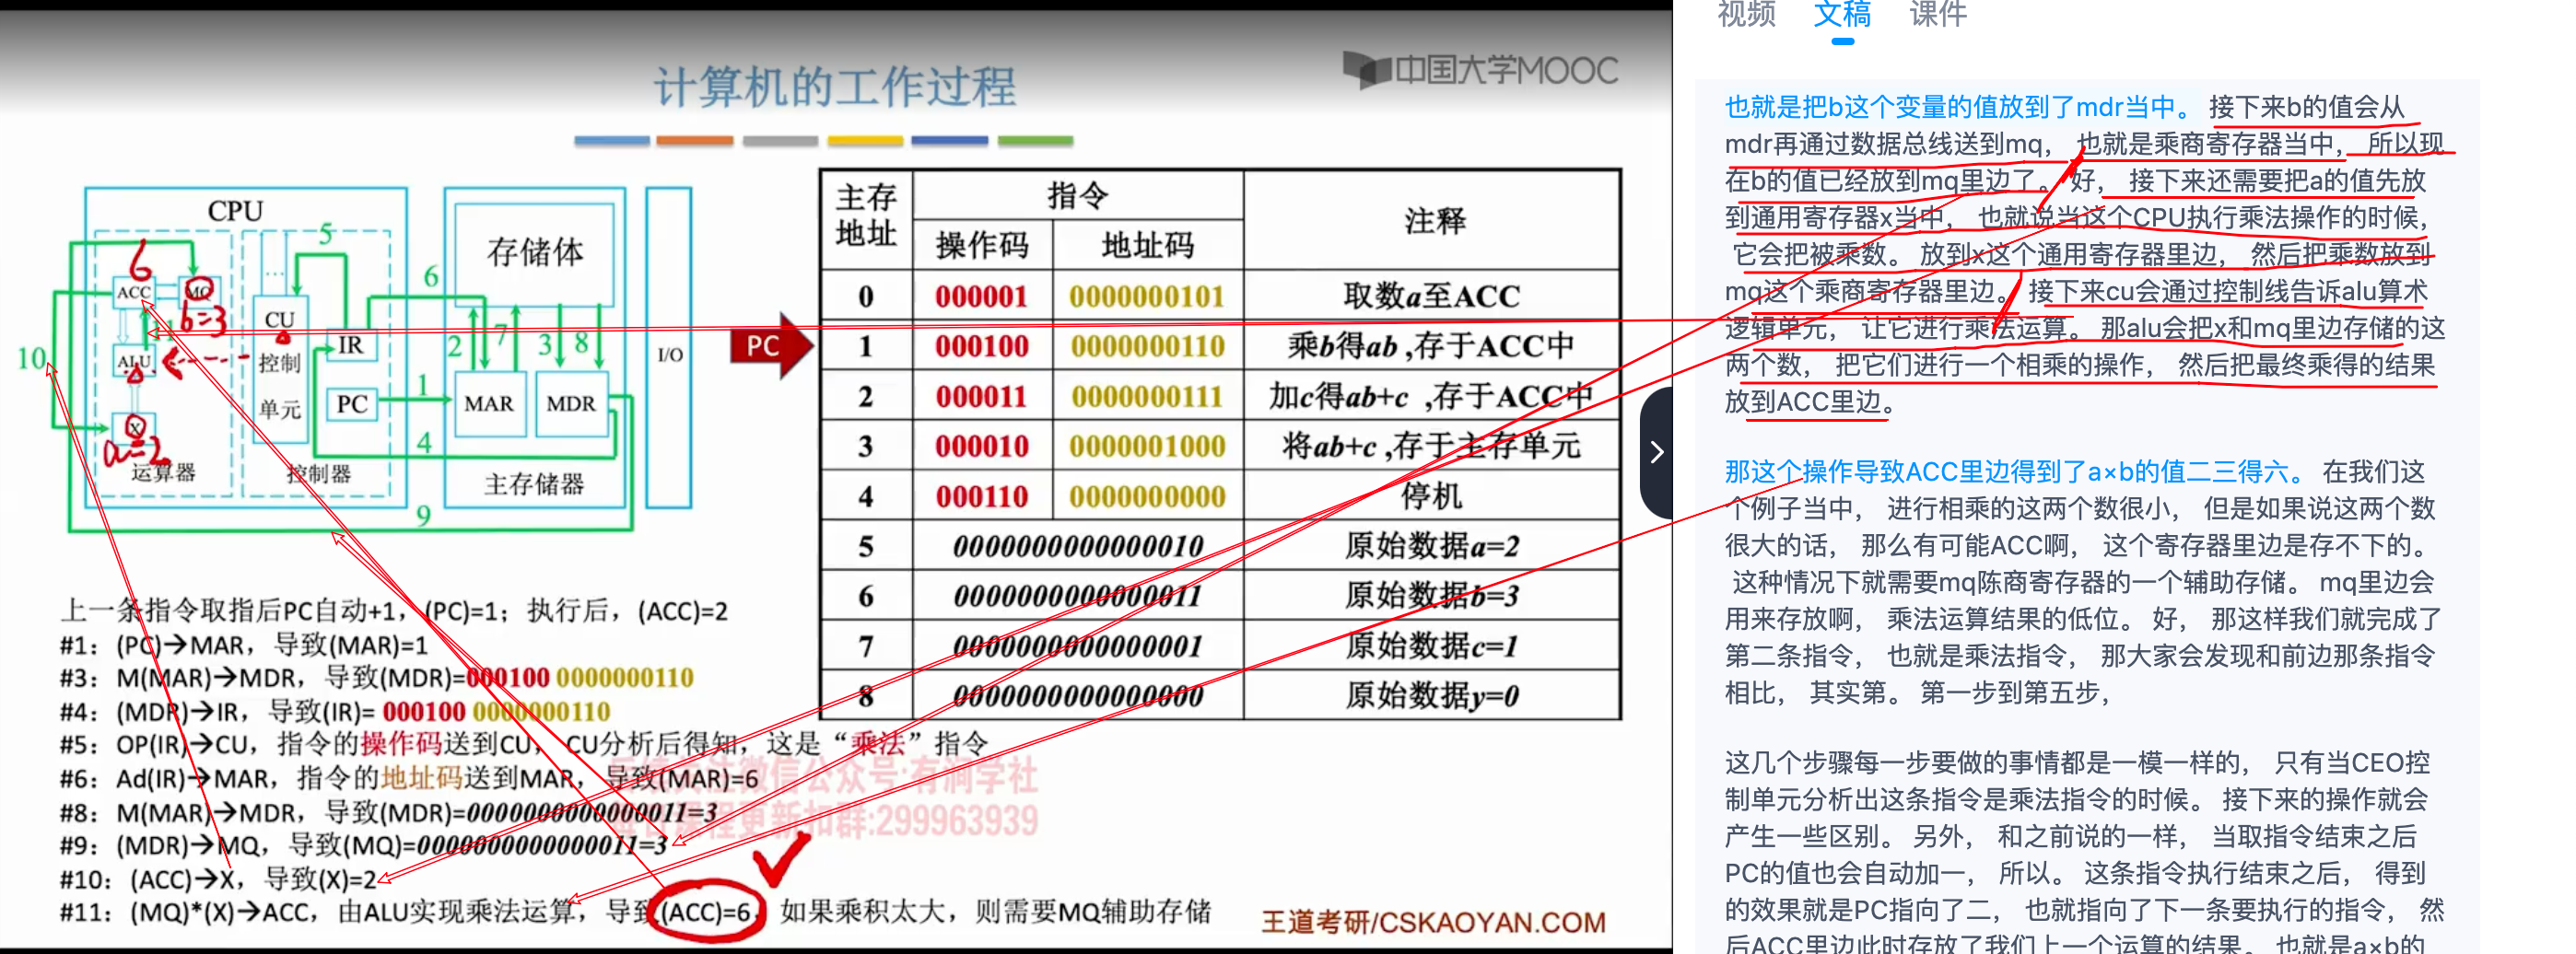 计算机的工作过程
中国大学MOOC
CPU
ACC
MQ
ALU
X
运算器
CU
控制
单元
IR
PC
控制器
存储体
MAR
MDR
主存储器
I/O
1
2
3
4
5
6
7
8
9
10
6
b=3
a=2
PC
主存地址 指令 注释
操作码 地址码
0 000001 0000000101 取数a至ACC
1 000100 0000000110 乘b得ab ,存于ACC中
2 000011 0000000111 加c得ab+c ,存于ACC中
3 000010 0000001000 将ab+c ,存于主存单元
4 000110 0000000000 停机
5 0000000000000010 原始数据a=2
6 0000000000000011 原始数据b=3
7 0000000000000001 原始数据c=1
8 0000000000000000 原始数据y=0
上一条指令取指后PC自动+1，(PC)=1；执行后，(ACC)=2
#1：(PC)→MAR，导致(MAR)=1
#3：M(MAR)→MDR，导致(MDR)=000100 0000000110
#4：(MDR)→IR，导致(IR)= 000100 0000000110
#5：OP(IR)→CU，指令的操作码送到CU，CU分析后得知，这是“乘法”指令
#6：Ad(IR)→MAR，指令的地址码送到MAR，导致(MAR)=6
#8：M(MAR)→MDR，导致(MDR)=0000000000000011=3
#9：(MDR)→MQ，导致(MQ)=0000000000000011=3
#10：(ACC)→X，导致(X)=2
#11：(MQ)*(X)→ACC，由ALU实现乘法运算，导致(ACC)=6，如果乘积太大，则需要MQ辅助存储
微信公众号:有洞学社
群:299963939
王道考研/CSKAOYAN.COM
视频 文稿 课件
也就是把b这个变量的值放到了mdr当中。 接下来b的值会从
mdr再通过数据总线送到mq， 也就是乘商寄存器当中， 所以现
在b的值已经放到mq里边了。 好， 接下来还需要把a的值先放
到通用寄存器x当中， 也就说当这个CPU执行乘法操作的时候，
它会把被乘数。 放到x这个通用寄存器里边， 然后把乘数放到
mq这个乘商寄存器里边。 接下来cu会通过控制线告诉alu算术
逻辑单元， 让它进行乘法运算。 那alu会把x和mq里边存储的这
两个数， 把它们进行一个相乘的操作， 然后把最终乘得的结果
放到ACC里边。
那这个操作导致ACC里边得到了a×b的值二三得六。 在我们这
个例子当中， 进行相乘的这两个数很小， 但是如果说这两个数
很大的话， 那么有可能ACC啊， 这个寄存器里边是存不下的。
这种情况下就需要mq陈商寄存器的一个辅助存储。 mq里边会
用来存放啊， 乘法运算结果的低位。 好， 那这样我们就完成了
第二条指令， 也就是乘法指令， 那大家会发现和前边那条指令
相比， 其实第。 第一步到第五步，
这几个步骤每一步要做的事情都是一模一样的， 只有当CEO控
制单元分析出这条指令是乘法指令的时候。 接下来的操作就会
产生一些区别。 另外， 和之前说的一样， 当取指令结束之后
PC的值也会自动加一， 所以。 这条指令执行结束之后， 得到
的效果就是PC指向了二， 也就指向了下一条要执行的指令， 然
后ACC里边此时存放了我们上一个运算的结果。 也就是a×b的